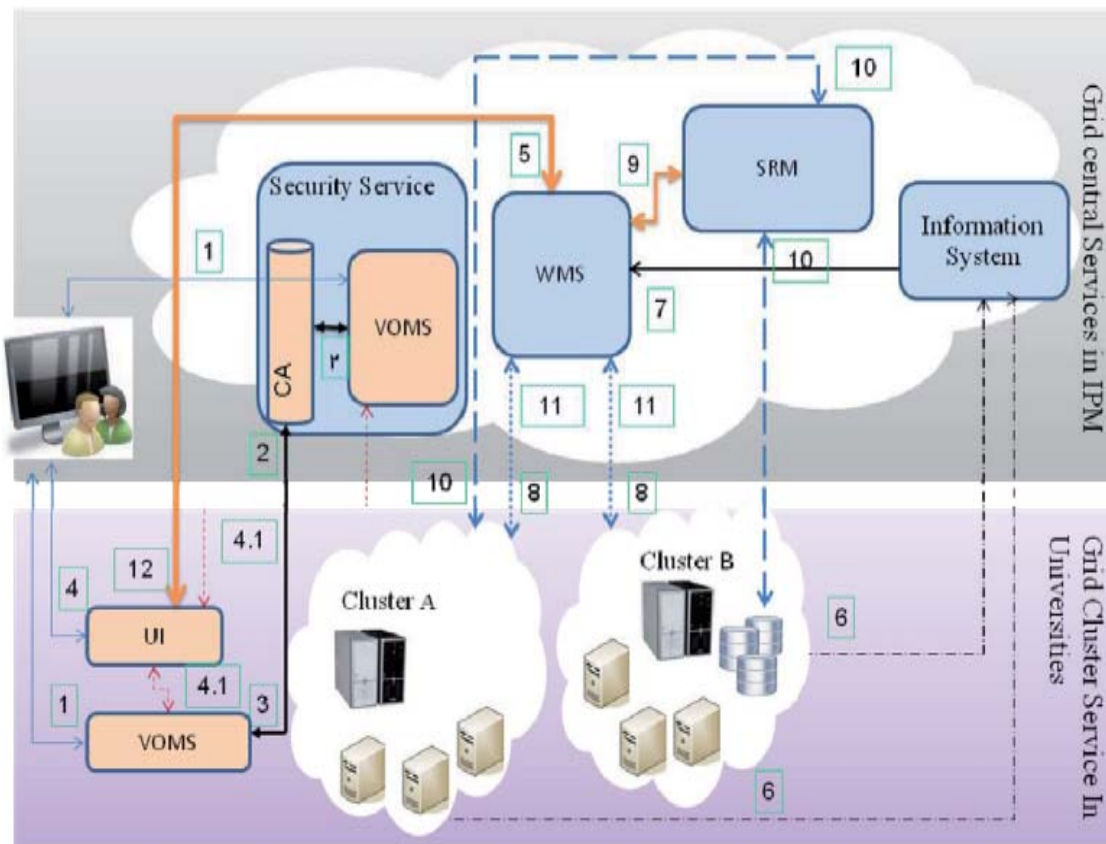 10
Grid central Services in IPM
5
9
SRM
Security Service
Information
System
1
WMS
10
VOMS
7
CA
۳
11
11
2
10
8
8
4.1
12
Cluster B
4
Cluster A
6
UI
4.1
1
3
VOMS
6
Grid Cluster Service In
Universities